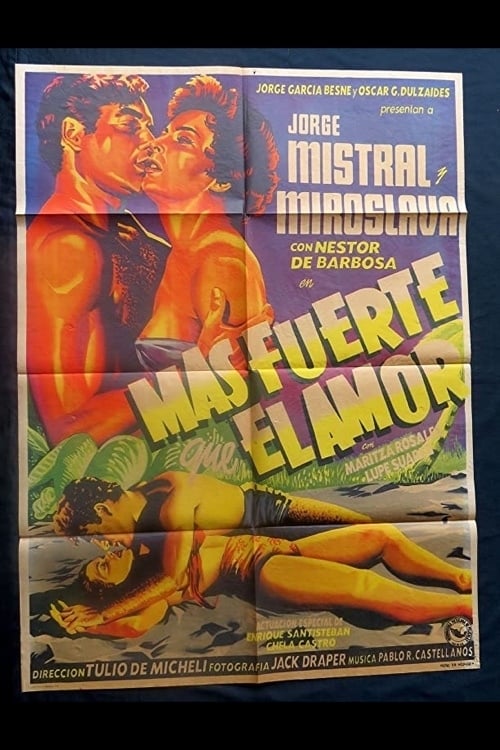 JORGE GARCIA BESNE y OSCAR G. DULZAIDES
presentan a
JORGE
MISTRAL y
MIROSLAVA
CON NESTOR
DE BARBOSA
en
MAS FUERTE
que EL AMOR
con
MARITZA ROSALES
LUPE SUAREZ
ACTUACION ESPECIAL DE
ENRIQUE SANTISTEBAN
CHELA CASTRO
DIRECCION TULIO DE MICHELI FOTOGRAFIA JACK DRAPER MUSICA PABLO R. CASTELLANOS